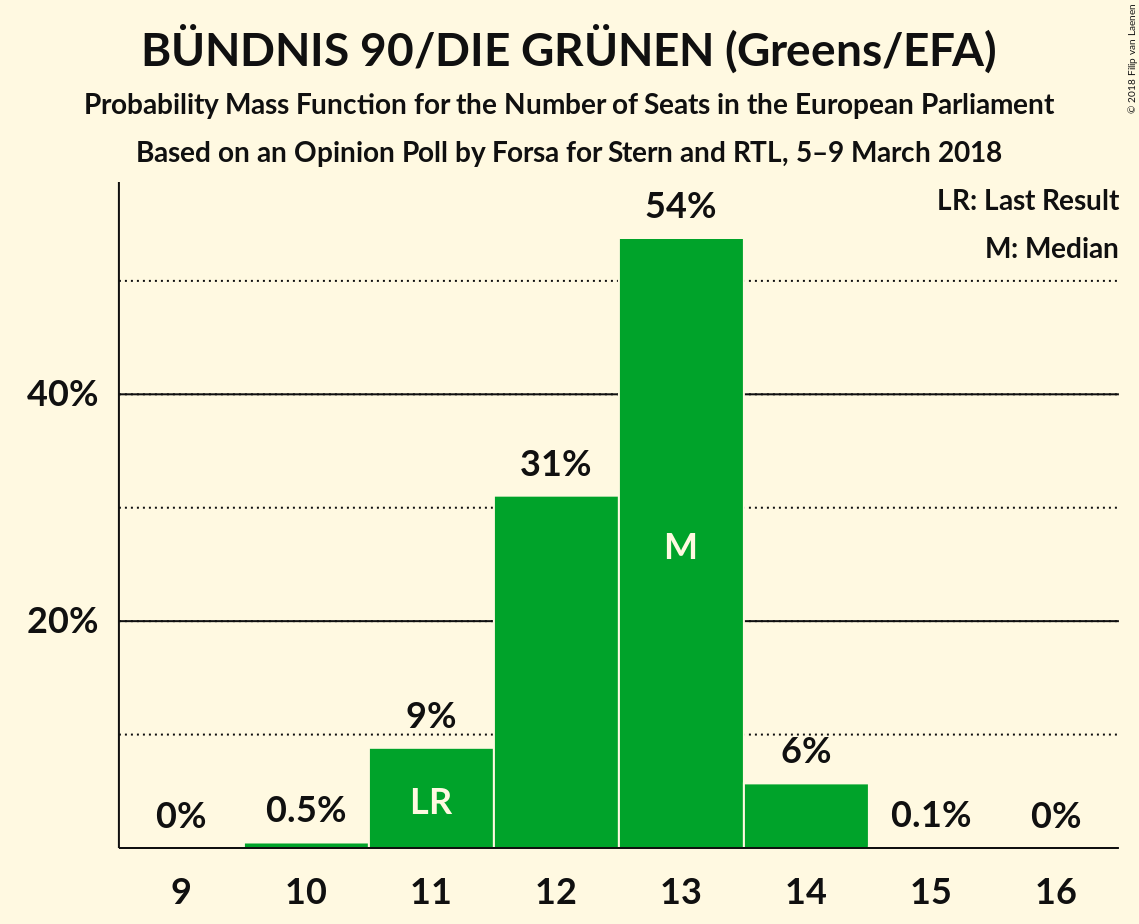 BÜNDNIS 90/DIE GRÜNEN (Greens/EFA)
Probability Mass Function for the Number of Seats in the European Parliament
Based on an Opinion Poll by Forsa for Stern and RTL, 5–9 March 2018
© 2018 Filip van Laenen
LR: Last Result
M: Median
54%
40%
31%
M
20%
9%
6%
LR
0%
0.5%
0.1%
0%
9 10 11 12 13 14 15 16